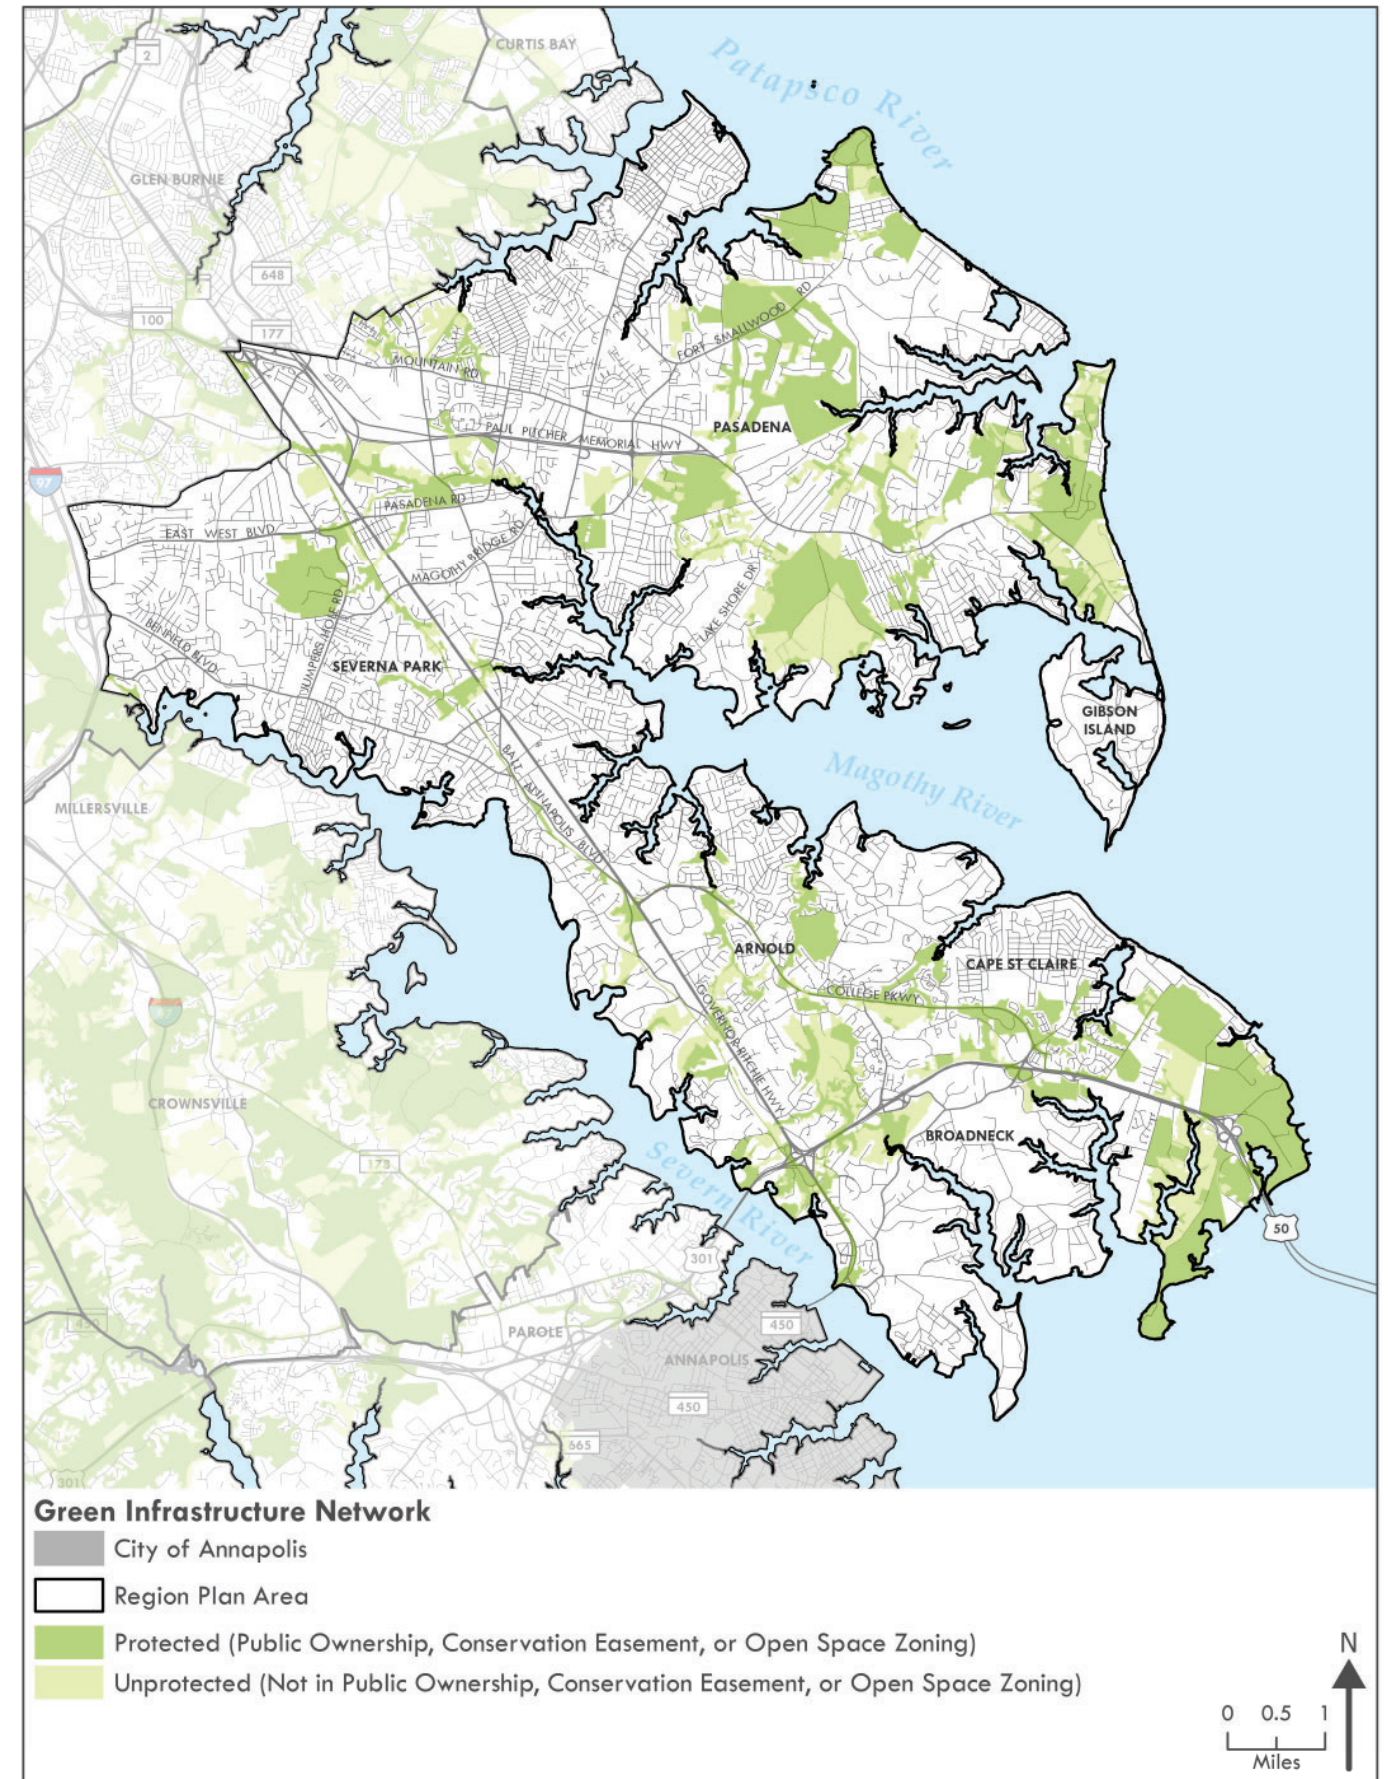 CURTIS BAY
Patapsco River
2
GLEN BURNIE
648
100
177
MOUNTAIN RD
FORT SMALLWOOD RD
PASADENA
PAUL PITCHER MEMORIAL HWY
97
PASADENA RD
EAST WEST BLVD
MAGOTHY BRIDGE RD
LAKE SHORE DR
JUMPERS HOLE RD
BENFIELD BLVD
SEVERNA PARK
GIBSON
ISLAND
BALT ANNAPOLIS BLVD
Magothy River
MILLERSVILLE
ARNOLD
CAPE ST CLAIRE
COLLEGE PKWY
GOVERNOR RITCHIE HWY
CROWNSVILLE
BROADNECK
178
Severn River
50
301
450
PAROLE
450
ANNAPOLIS
450
665
301
Green Infrastructure Network
City of Annapolis
Region Plan Area
Protected (Public Ownership, Conservation Easement, or Open Space Zoning)
Unprotected (Not in Public Ownership, Conservation Easement, or Open Space Zoning)
N
0 0.5 1
Miles